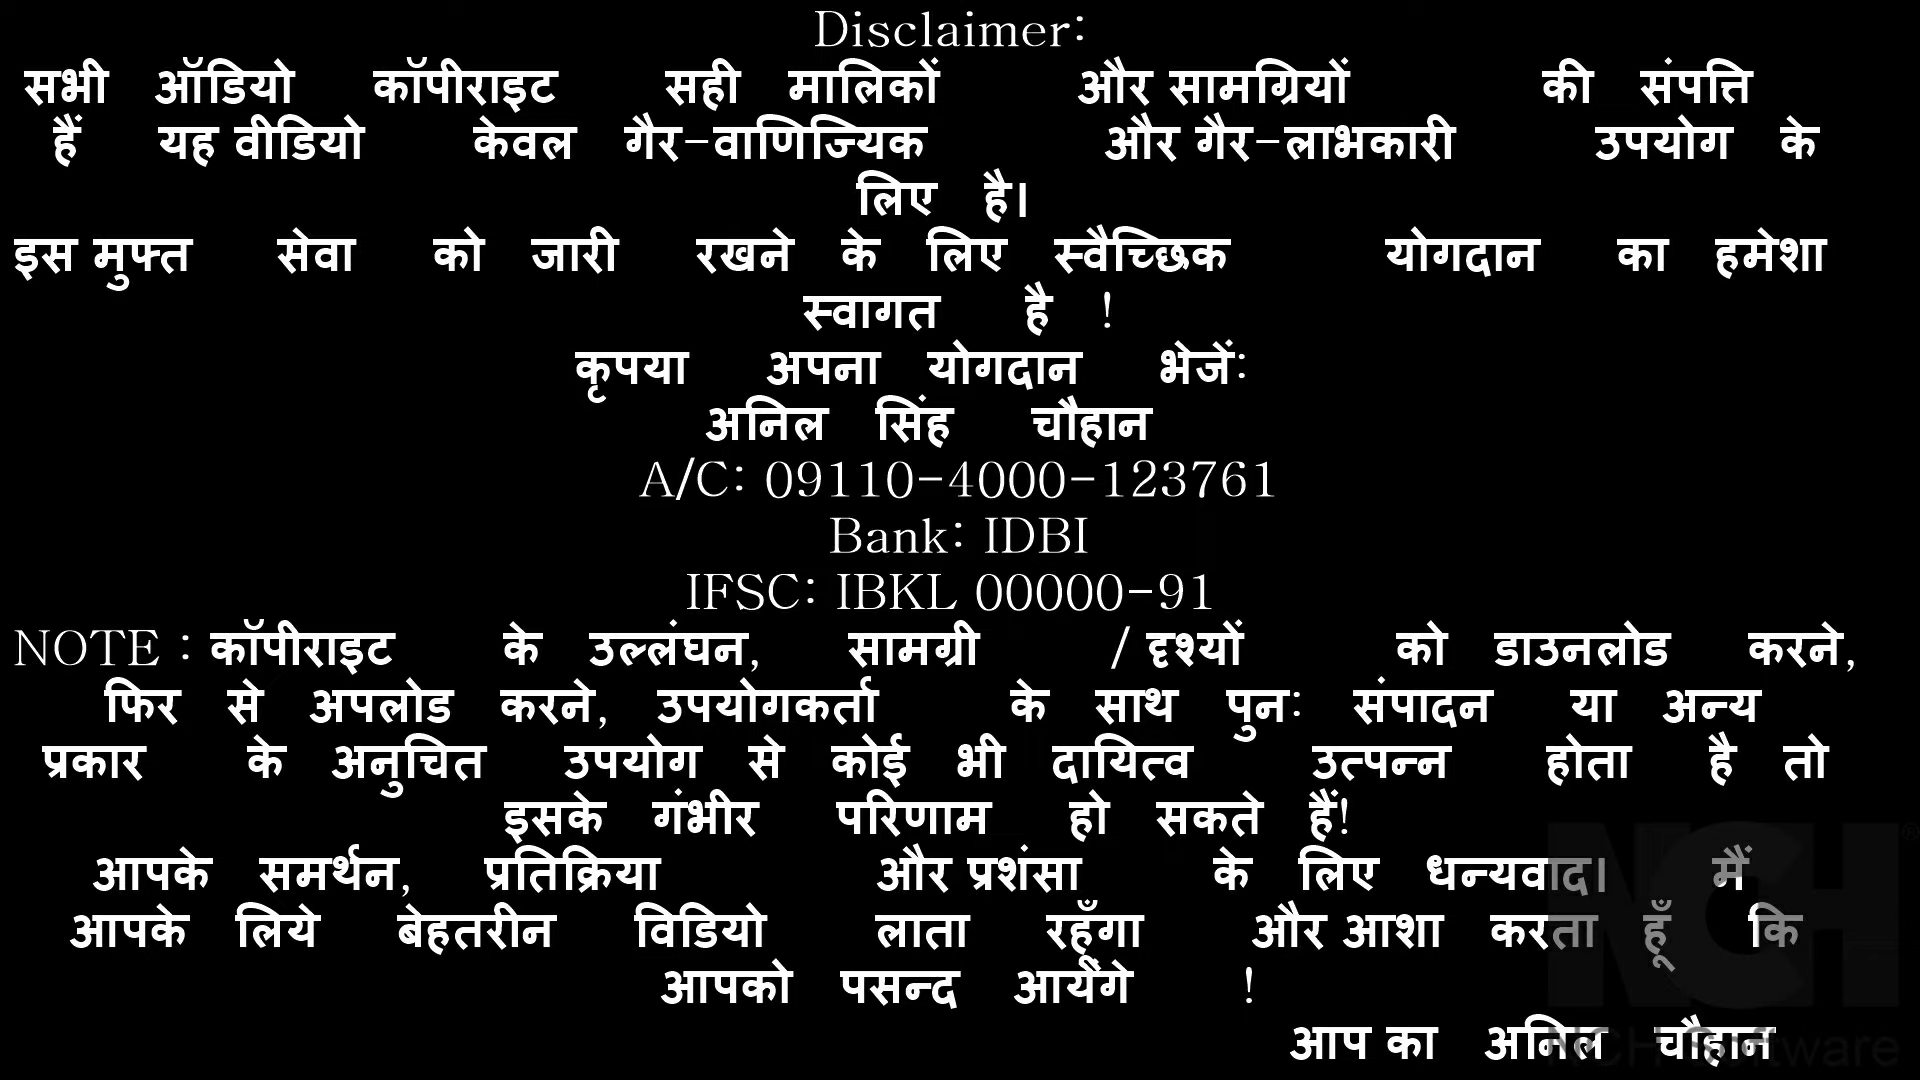 Disclaimer:
सभी ऑडियो कॉपीराइट सही मालिकों और सामग्रियों की संपत्ति
हैं यह वीडियो केवल गैर-वाणिज्यिक और गैर-लाभकारी उपयोग के
लिए है।
इस मुफ्त सेवा को जारी रखने के लिए स्वैच्छिक योगदान का हमेशा
स्वागत है !
कृपया अपना योगदान भेजें:
अनिल सिंह चौहान
A/C: 09110-4000-123761
Bank: IDBI
IFSC: IBKL 00000-91
NOTE : कॉपीराइट के उल्लंघन, सामग्री / दृश्यों को डाउनलोड करने,
फिर से अपलोड करने, उपयोगकर्ता के साथ पुन: संपादन या अन्य
प्रकार के अनुचित उपयोग से कोई भी दायित्व उत्पन्न होता है तो
इसके गंभीर परिणाम हो सकते हैं!
आपके समर्थन, प्रतिक्रिया और प्रशंसा के लिए धन्यवाद। मैं
आपके लिये बेहतरीन विडियो लाता रहूँगा और आशा करता हूँ कि
आपको पसन्द आयेंगे !
आप का अनिल चौहान
NCH®
NCH Software